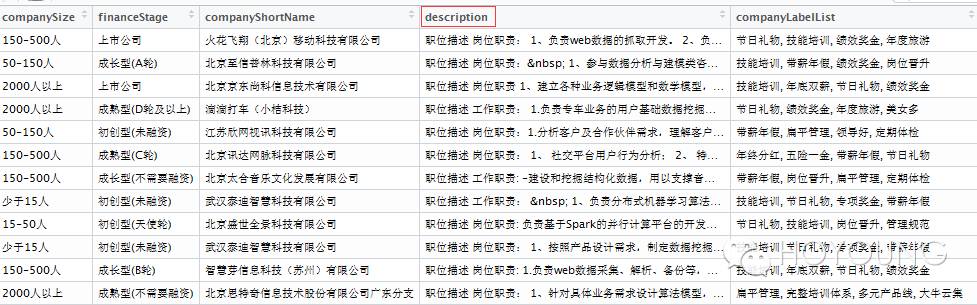 companySize financeStage companyShortName description companyLabelList
150-500人 上市公司 火花飞翔（北京）移动科技有限公司 职位描述 岗位职责： 1、负责web数据的抓取开发。 2、负... 节日礼物, 技能培训, 绩效奖金, 年度旅游
50-150人 成长型(A轮) 北京至信普林科技有限公司 职位描述 岗位职责：&nbsp; 1、参与数据分析与建模类咨... 技能培训, 带薪年假, 绩效奖金, 岗位晋升
2000人以上 上市公司 北京京东尚科信息技术有限公司 职位描述 岗位职责 1、建立各种业务逻辑模型和数学模型，... 技能培训, 年底双薪, 节日礼物, 绩效奖金
2000人以上 成熟型(D轮及以上) 滴滴打车（小桔科技） 职位描述 工作职责： 1.负责专车业务的用户基础数据挖掘... 节日礼物, 绩效奖金, 年度旅游, 美女多
50-150人 初创型(未融资) 江苏欣网视讯科技有限公司 职位描述 工作职责： 1.分析客户及合作伙伴需求，理解客户... 带薪年假, 扁平管理, 领导好, 定期体检
150-500人 成熟型(C轮) 北京讯达网脉科技有限公司 职位描述 岗位职责： 1、 社交平台用户行为分析； 2、 特... 年终分红, 五险一金, 带薪年假, 节日礼物
150-500人 成长型(不需要融资) 北京太合音乐文化发展有限公司 职位描述 工作职责: -建设和挖掘结构化数据，用以支撑音... 带薪年假, 岗位晋升, 扁平管理, 定期体检
少于15人 初创型(未融资) 武汉泰迪智慧科技有限公司 职位描述 工作职责： &nbsp; 1、负责分布式机器学习算法... 技能培训, 节日礼物, 专项奖金, 带薪年假
15-50人 初创型(天使轮) 北京盛世全景科技有限公司 职位描述 岗位职责: 负责基于Spark的并行计算平台的开发... 节日礼物, 技能培训, 岗位晋升, 管理规范
少于15人 初创型(未融资) 武汉泰迪智慧科技有限公司 职位描述 岗位职责： 1、按照产品设计需求，制定数据挖掘... 技能培训, 节日礼物, 专项奖金, 带薪年假
150-500人 成长型(B轮) 智慧芽信息科技（苏州）有限公司 职位描述 岗位职责： 1.负责web数据采集、解析、备份等，... 技能培训, 年底双薪, 节日礼物, 绩效奖金
2000人以上 成熟型(不需要融资) 北京思特奇信息技术股份有限公司广东分支 职位描述 工作职责： 1、针对具体业务需求设计算法模型，... 扁平管理, 完整培训体系, 多元产品线, 大牛云集